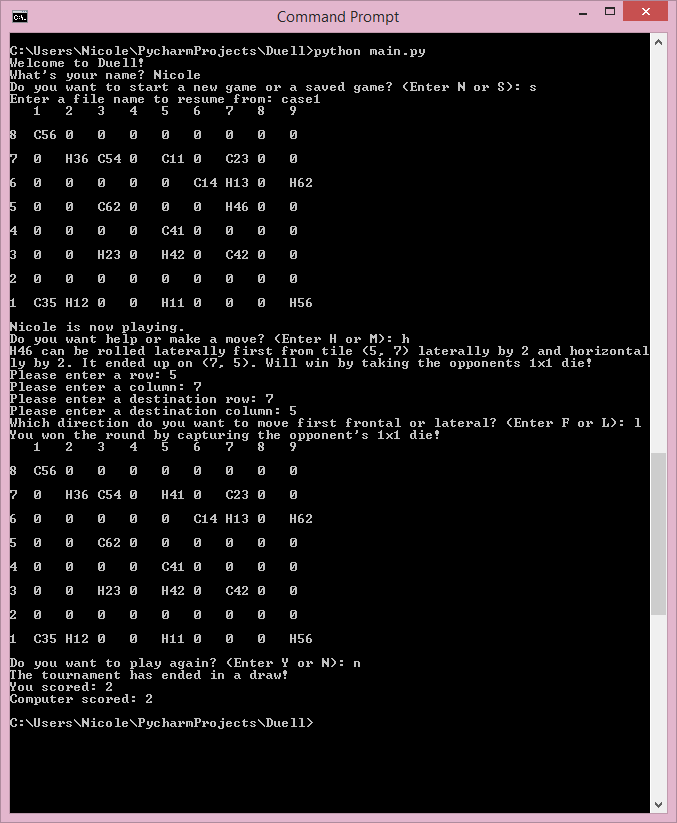 Command Prompt
C:\Users\Nicole\PycharmProjects\Duell>python main.py
Welcome to Duell!
What's your name? Nicole
Do you want to start a new game or a saved game? (Enter N or S): s
Enter a file name to resume from: case1
1 2 3 4 5 6 7 8 9
8 C56 0 0 0 0 0 0 0 0
7 0 H36 C54 0 C11 0 C23 0 0
6 0 0 0 0 0 C14 H13 0 H62
5 0 0 C62 0 0 0 H46 0 0
4 0 0 0 0 C41 0 0 0 0
3 0 0 H23 0 H42 0 C42 0 0
2 0 0 0 0 0 0 0 0 0
1 C35 H12 0 0 H11 0 0 0 H56
Nicole is now playing.
Do you want help or make a move? (Enter H or M): h
H46 can be rolled laterally first from tile (5, 7) laterally by 2 and horizontal
ly by 2. It ended up on (7, 5). Will win by taking the opponents 1x1 die!
Please enter a row: 5
Please enter a column: 7
Please enter a destination row: 7
Please enter a destination column: 5
Which direction do you want to move first frontal or lateral? (Enter F or L): l
You won the round by capturing the opponent's 1x1 die!
1 2 3 4 5 6 7 8 9
8 C56 0 0 0 0 0 0 0 0
7 0 H36 C54 0 H41 0 C23 0 0
6 0 0 0 0 0 C14 H13 0 H62
5 0 0 C62 0 0 0 0 0 0
4 0 0 0 0 C41 0 0 0 0
3 0 0 H23 0 H42 0 C42 0 0
2 0 0 0 0 0 0 0 0 0
1 C35 H12 0 0 H11 0 0 0 H56
Do you want to play again? (Enter Y or N): n
The tournament has ended in a draw!
You scored: 2
Computer scored: 2
C:\Users\Nicole\PycharmProjects\Duell>